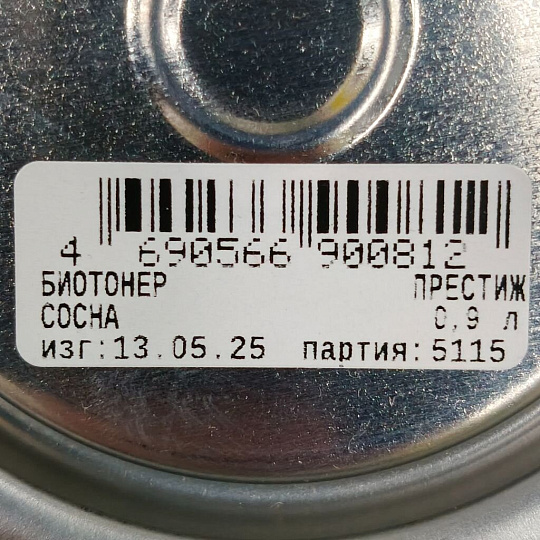 4 690566 900812
БИОТОНЕР ПРЕСТИЖ
СОСНА 0,9 л
изг:13.05.25 партия:5115